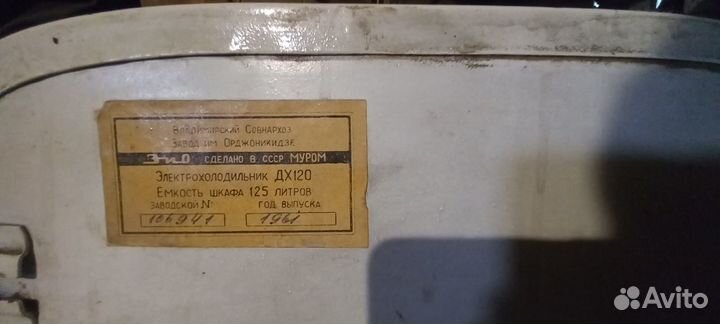 Владимирский Совнархоз
Завод им Орджоникидзе
ЗиО СДЕЛАНО В СССР МУРОМ
Электрохолодильник ДХ120
Емкость шкафа 125 литров
заводской № год выпуска
106941 1961
Avito